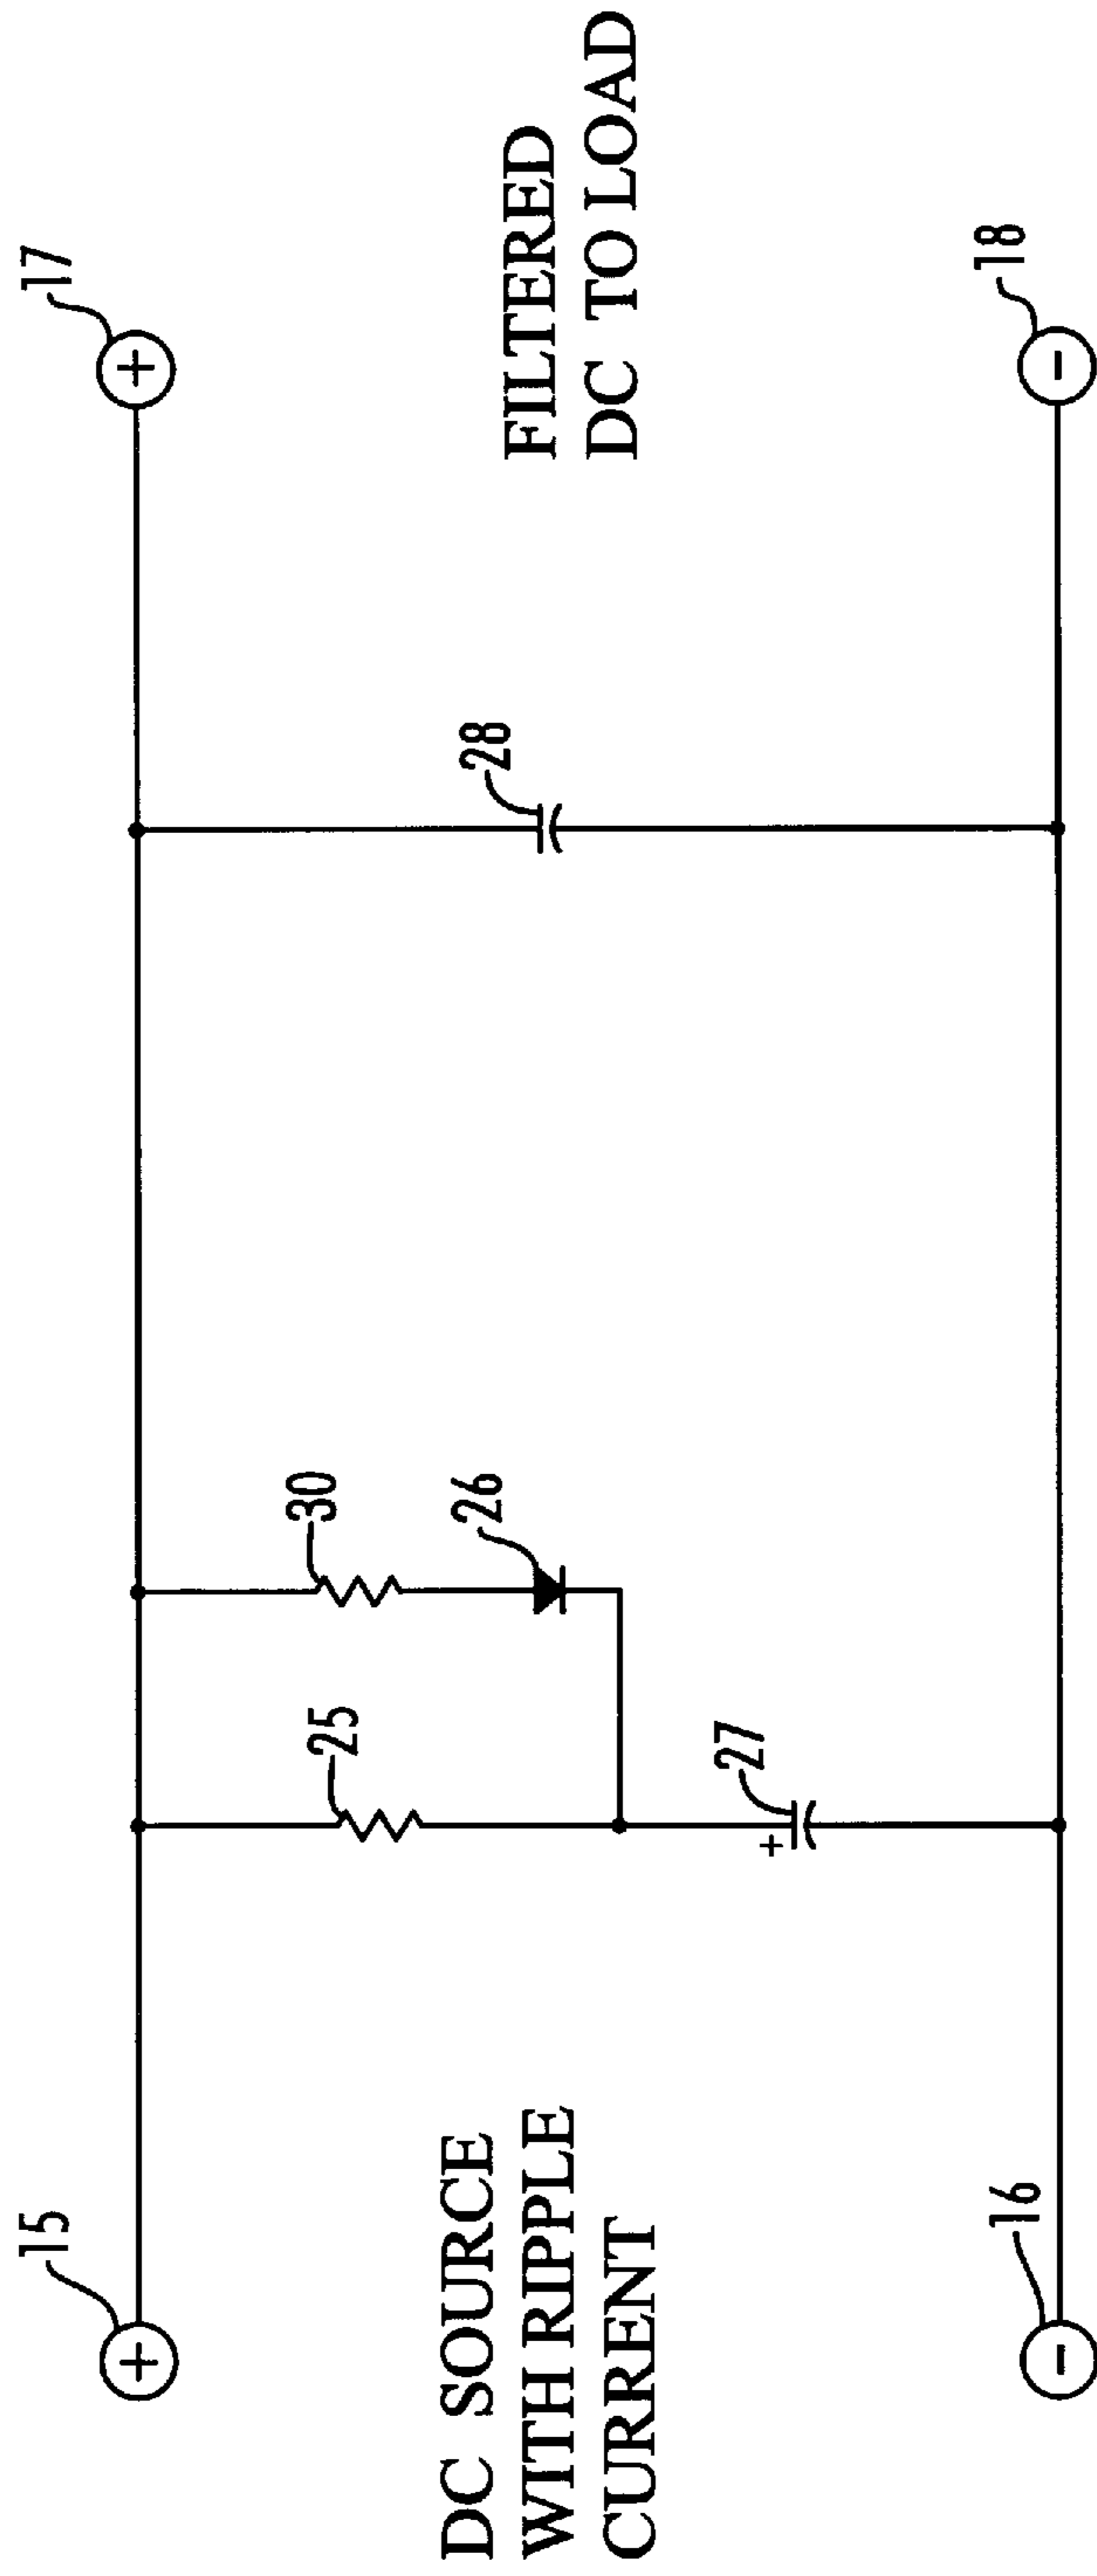 15
+
DC SOURCE
WITH RIPPLE
CURRENT
16
-
25
30
26
+
27
28
17
+
FILTERED
DC TO LOAD
18
-